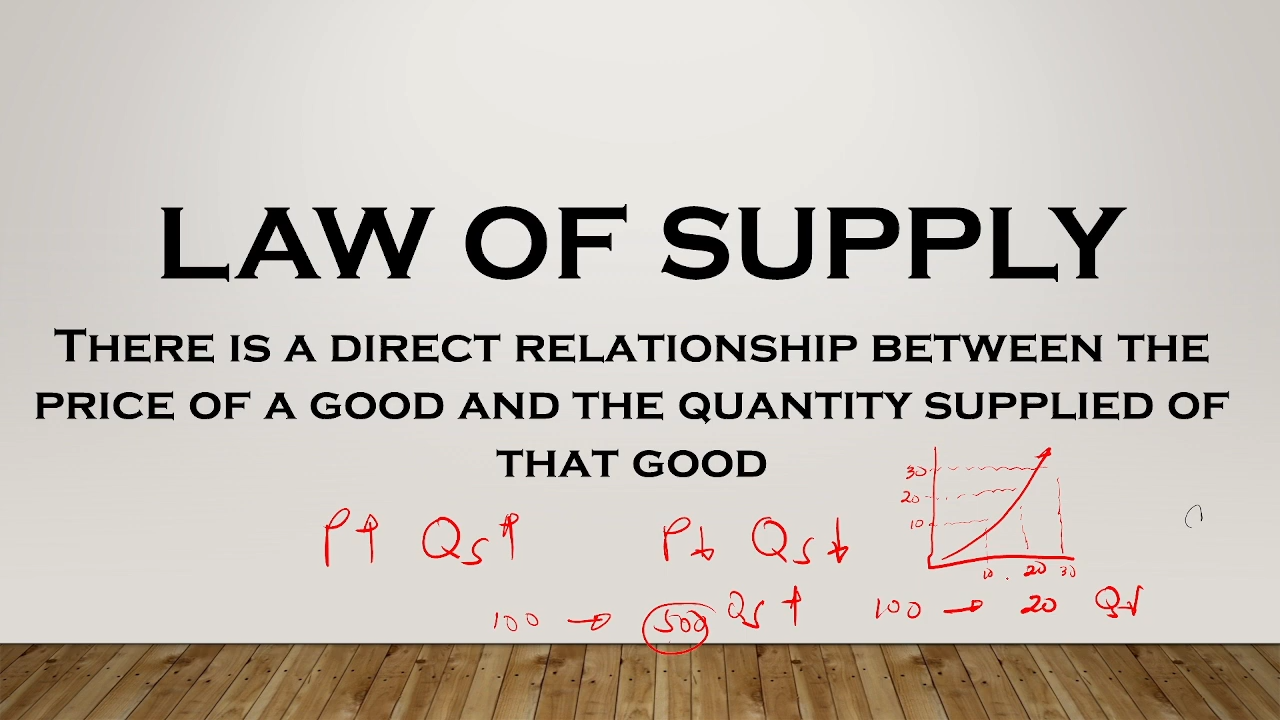 LAW OF SUPPLY
THERE IS A DIRECT RELATIONSHIP BETWEEN THE
PRICE OF A GOOD AND THE QUANTITY SUPPLIED OF
THAT GOOD
P↑ Qs↑
P↓ Qs↓
30
20
10
10 20 30
100 → 500 Qs ↑
100 → 20 Qs↓